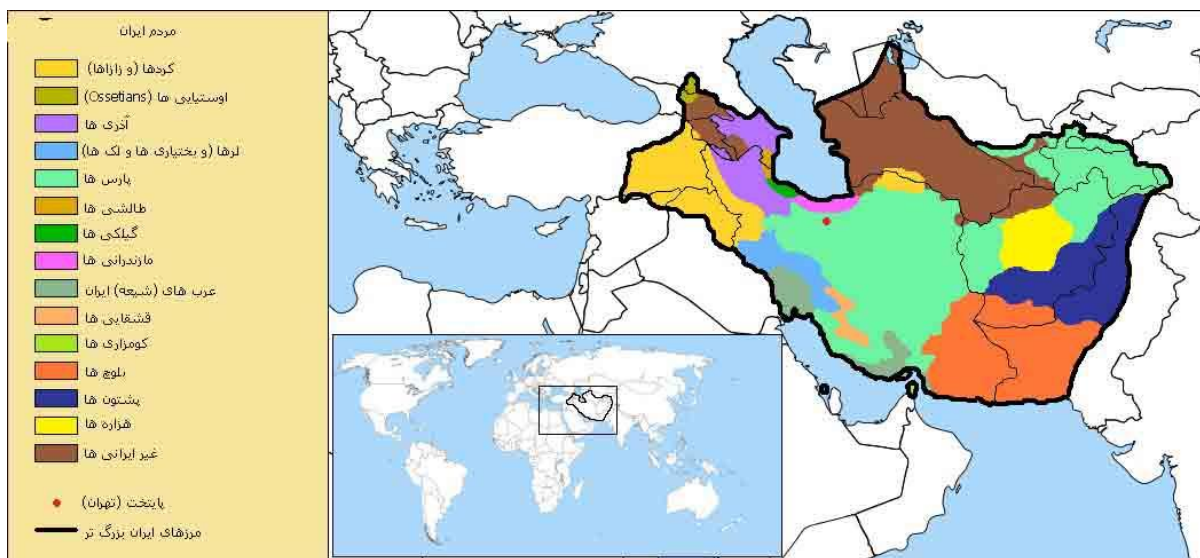 مردم ایران
کردها (و زازاها)
اوستیایی ها (Ossetians)
آذری ها
لرها (و بختیاری ها و لک ها)
پارس ها
طالشی ها
گیلکی ها
مازندرانی ها
عرب های (شیعه) ایران
قشقایی ها
کومزاری ها
بلوچ ها
پشتون ها
هزاره ها
غیر ایرانی ها
پایتخت (تهران)
مرزهای ایران بزرگ تر